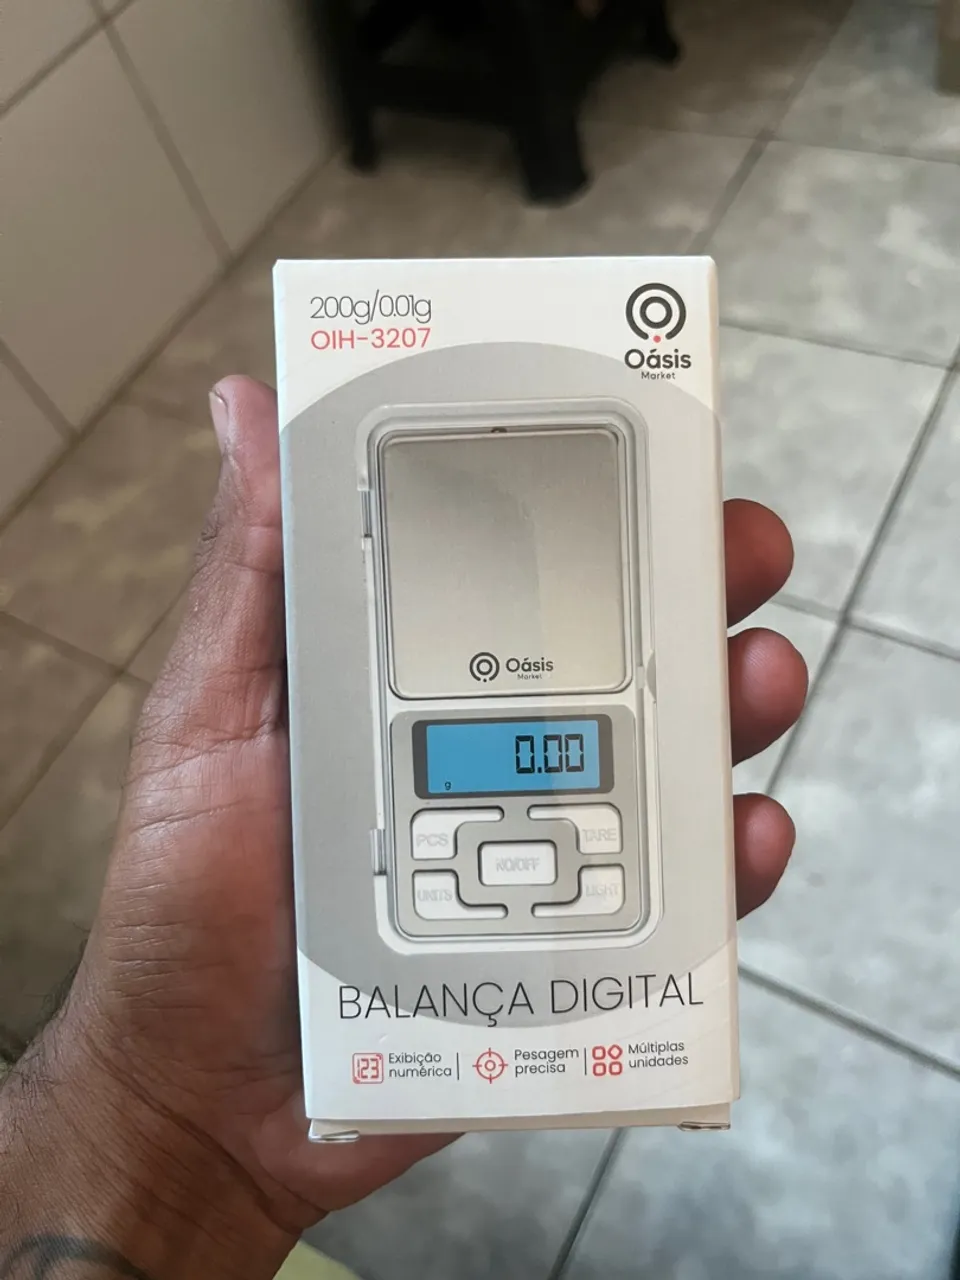 200g/0.01g
OIH-3207
Oásis
Market
Oásis
Market
0.00
g
PCS
TARE
NO/OFF
UNITS
LIGHT
BALANÇA DIGITAL
Exibição
numérica
Pesagem
precisa
Múltiplas
unidades